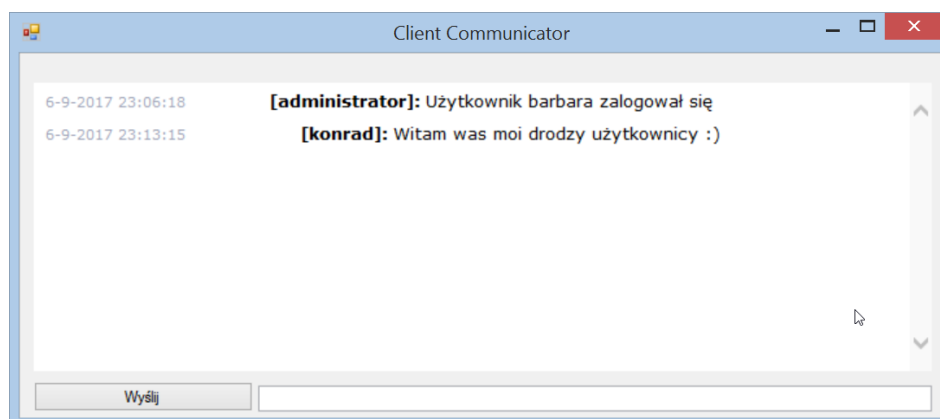 Client Communicator
6-9-2017 23:06:18 [administrator]: Użytkownik barbara zalogował się
6-9-2017 23:13:15 [konrad]: Witam was moi drodzy użytkownicy :)
Wyślij